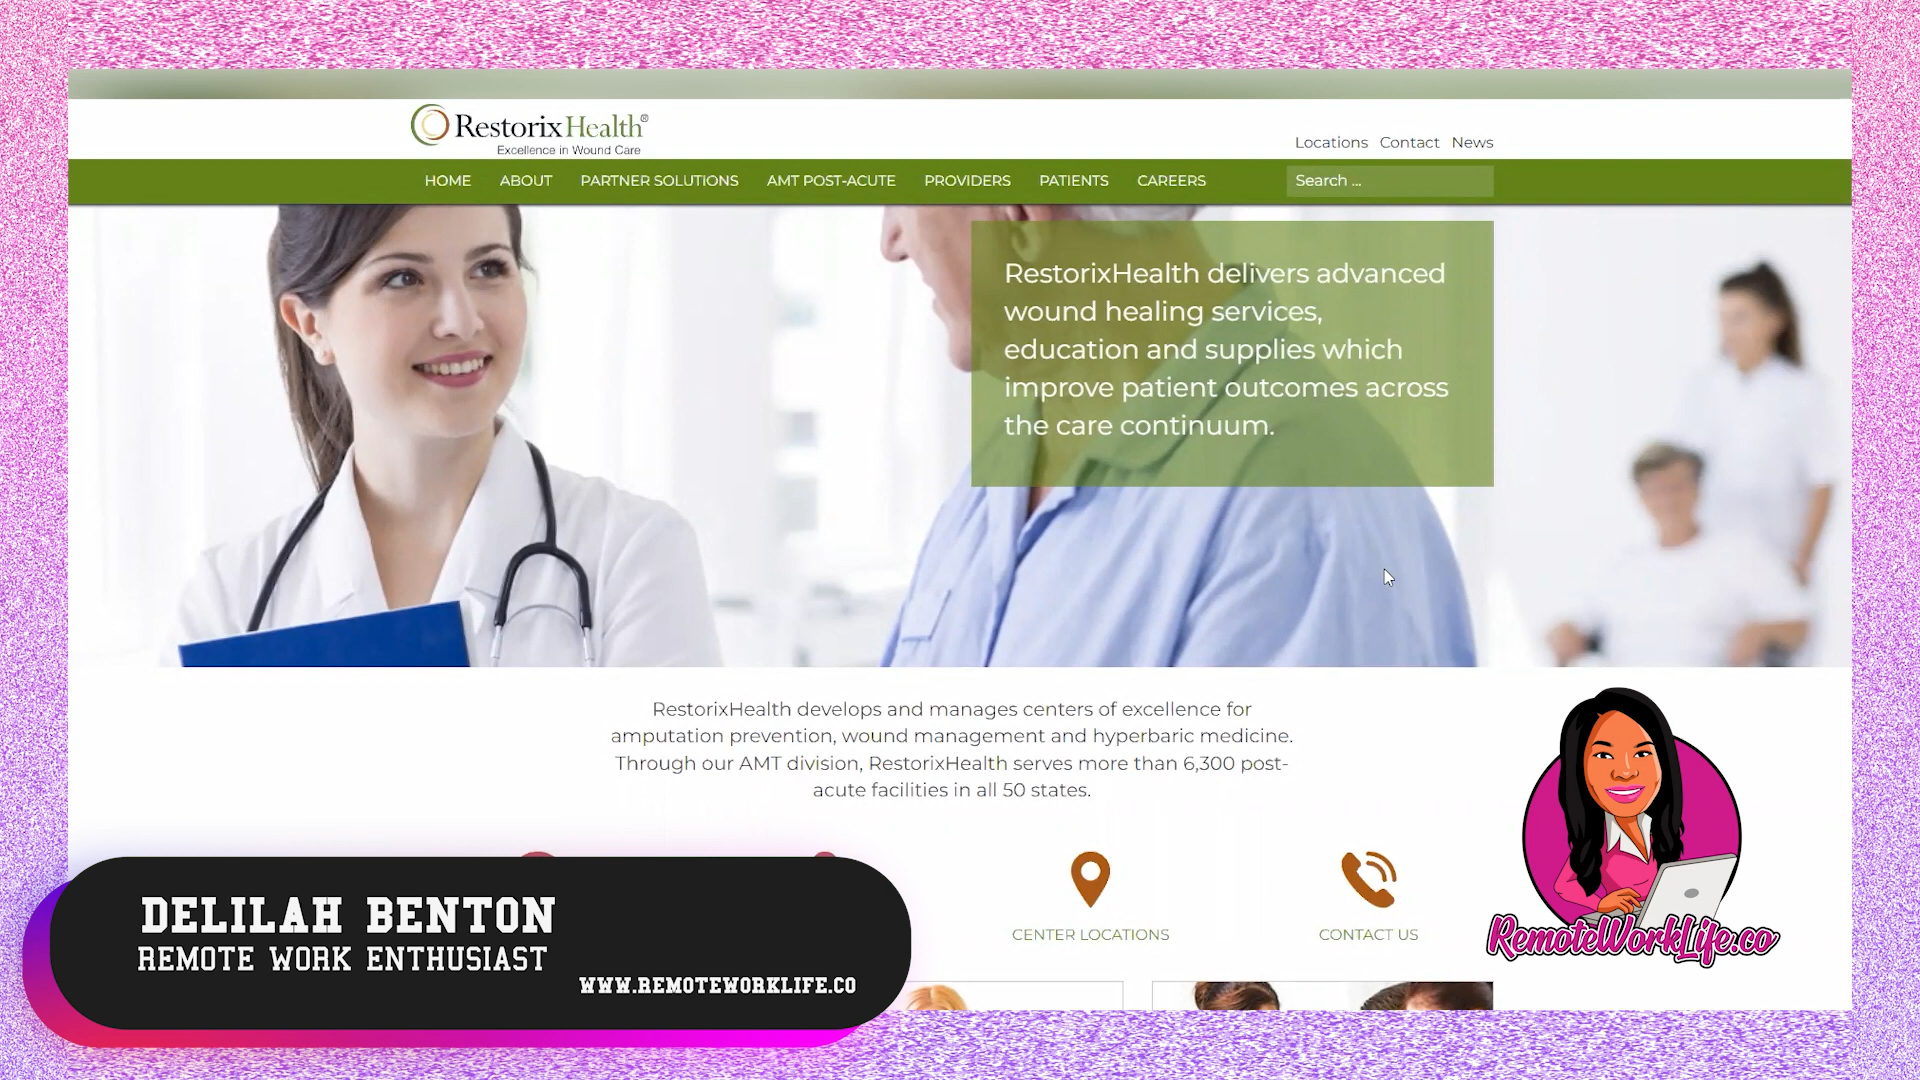 RestorixHealth®
Excellence in Wound Care
Locations Contact News
HOME ABOUT PARTNER SOLUTIONS AMT POST-ACUTE PROVIDERS PATIENTS CAREERS Search ...
RestorixHealth delivers advanced
wound healing services,
education and supplies which
improve patient outcomes across
the care continuum.
RestorixHealth develops and manages centers of excellence for
amputation prevention, wound management and hyperbaric medicine.
Through our AMT division, RestorixHealth serves more than 6,300 post-
acute facilities in all 50 states.
CENTER LOCATIONS CONTACT US
DELILAH BENTON
REMOTE WORK ENTHUSIAST
WWW.REMOTEWORKLIFE.CO
RemoteWorkLife.co